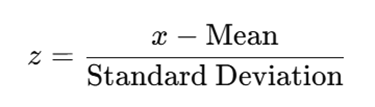 z = x − Mean / Standard Deviation